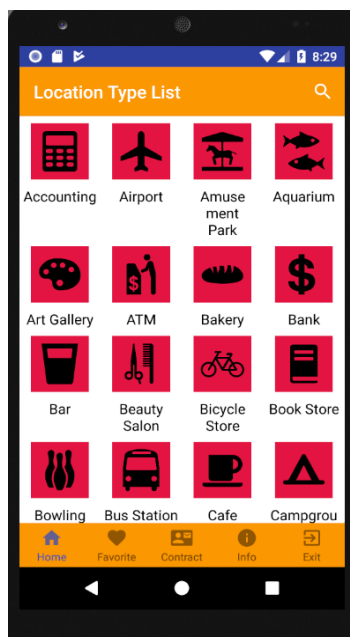 8:29
Location Type List
Accounting Airport Amuse Aquarium
ment
Park
$
Art Gallery ATM Bakery Bank
Bar Beauty Bicycle Book Store
Salon Store
Bowling Bus Station Cafe Campgrou
Home Favorite Contract Info Exit